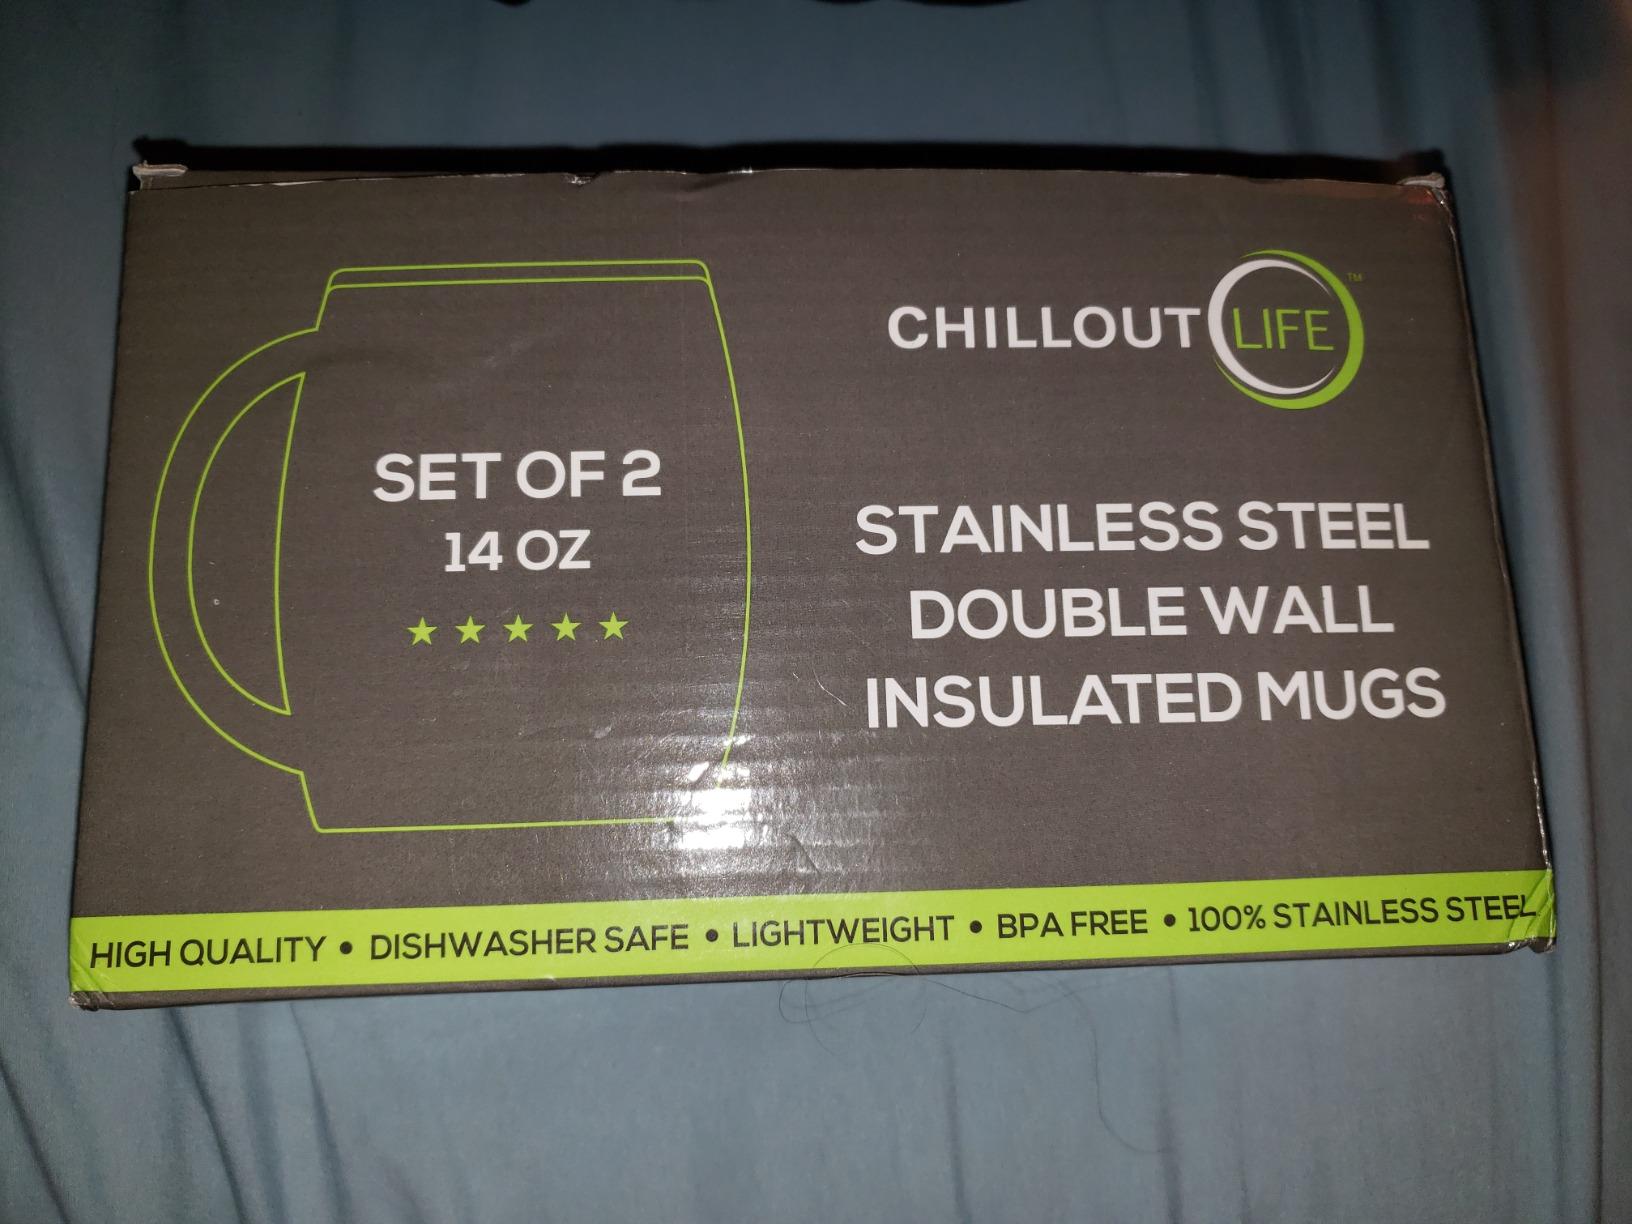 CHILLOUT LIFE™
SET OF 2
14 OZ
STAINLESS STEEL
DOUBLE WALL
INSULATED MUGS
HIGH QUALITY • DISHWASHER SAFE • LIGHTWEIGHT • BPA FREE • 100% STAINLESS STEEL